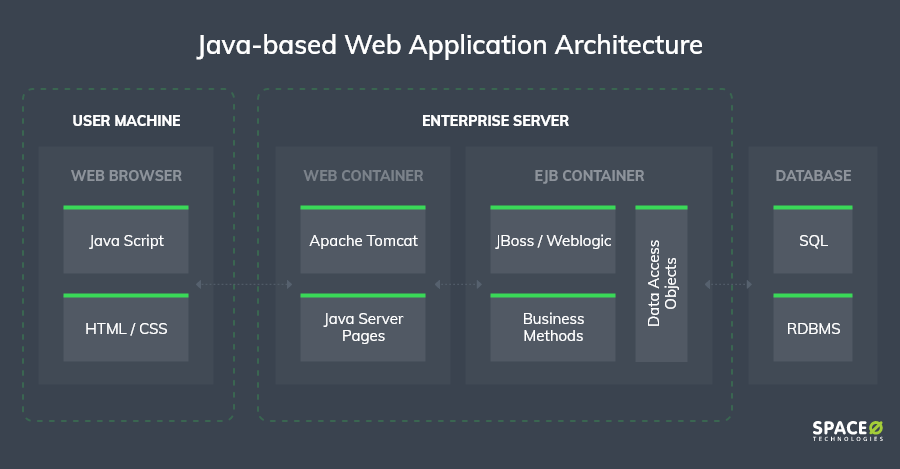 Java-based Web Application Architecture
USER MACHINE
WEB BROWSER
Java Script
HTML / CSS
ENTERPRISE SERVER
WEB CONTAINER
Apache Tomcat
Java Server
Pages
EJB CONTAINER
JBoss / Weblogic
Business
Methods
Data Access
Objects
DATABASE
SQL
RDBMS
SPACEØ
TECHNOLOGIES